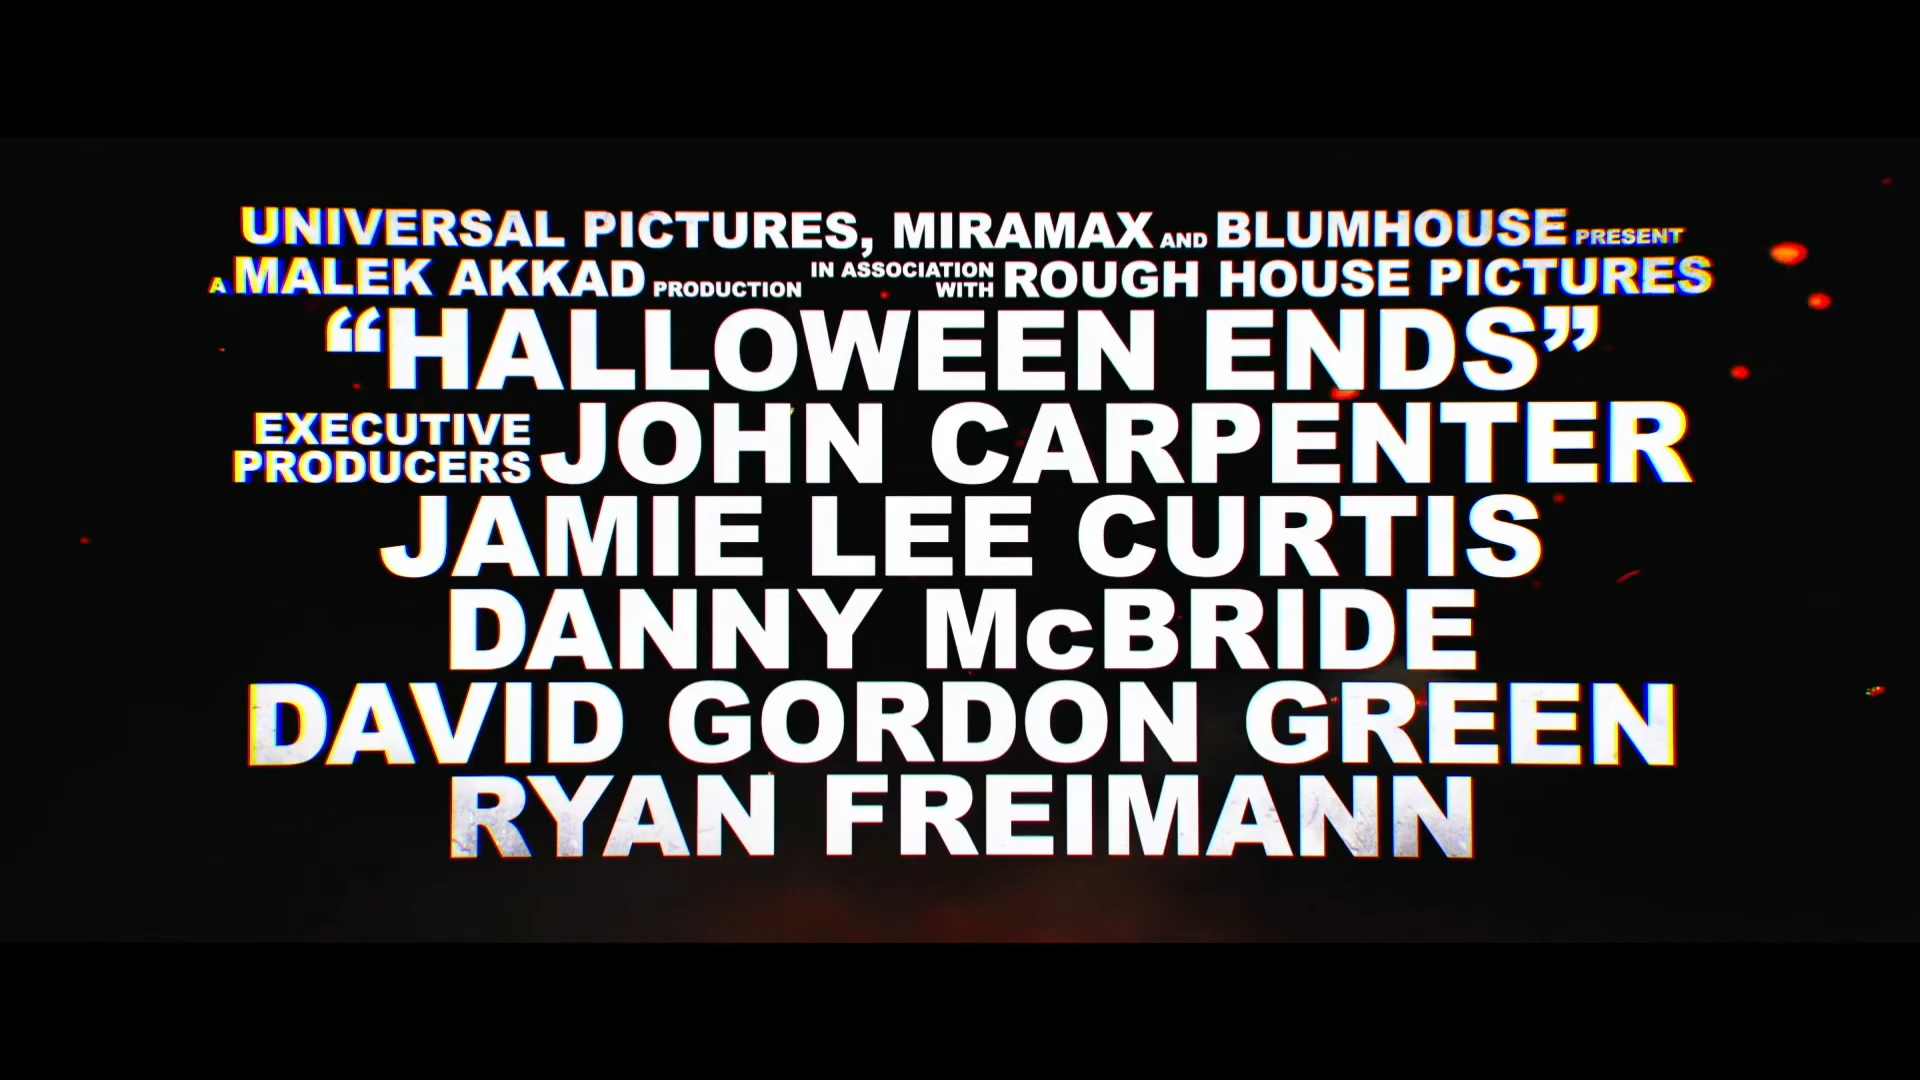 UNIVERSAL PICTURES, MIRAMAX AND BLUMHOUSE PRESENT
A MALEK AKKAD PRODUCTION IN ASSOCIATION WITH ROUGH HOUSE PICTURES
“HALLOWEEN ENDS”
EXECUTIVE PRODUCERS JOHN CARPENTER
JAMIE LEE CURTIS
DANNY McBRIDE
DAVID GORDON GREEN
RYAN FREIMANN